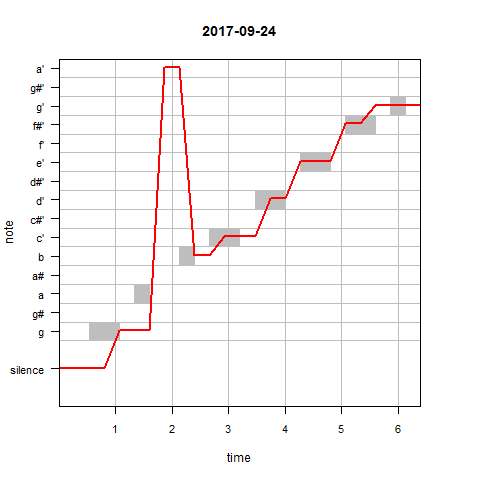 2017-09-24
a'
g#'
g'
f#'
f'
e'
d#'
d'
c#'
c'
b
a#
a
g#
g
silence
note
1 2 3 4 5 6
time